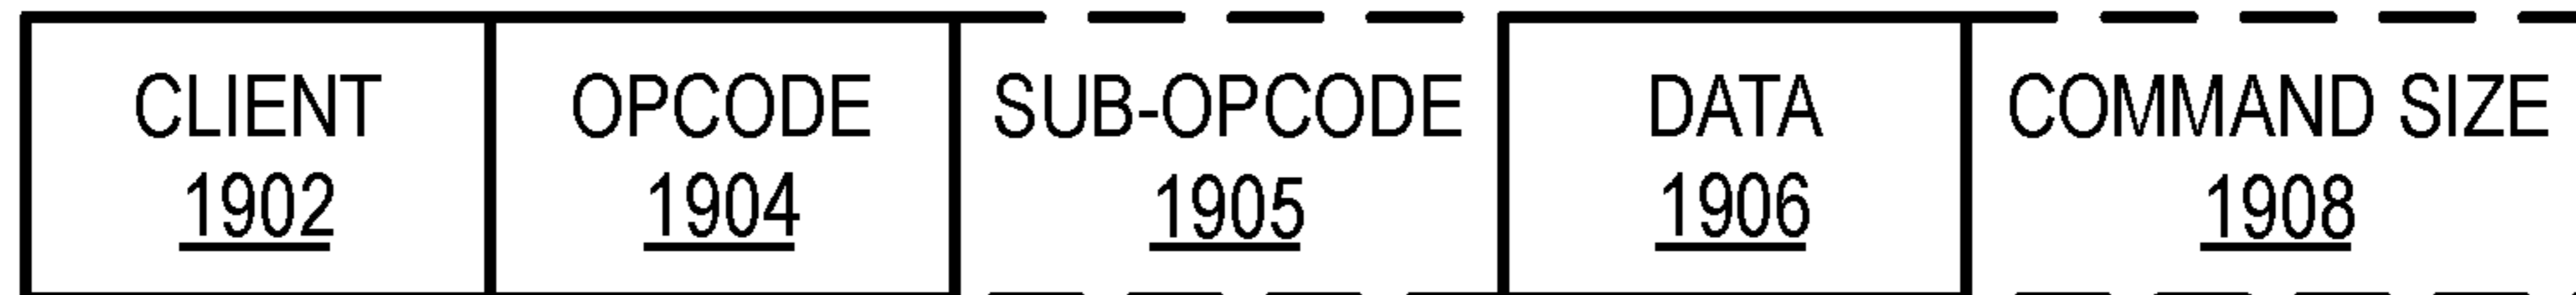 CLIENT OPCODE SUB-OPCODE DATA COMMAND SIZE
1902 1904 1905 1906 1908